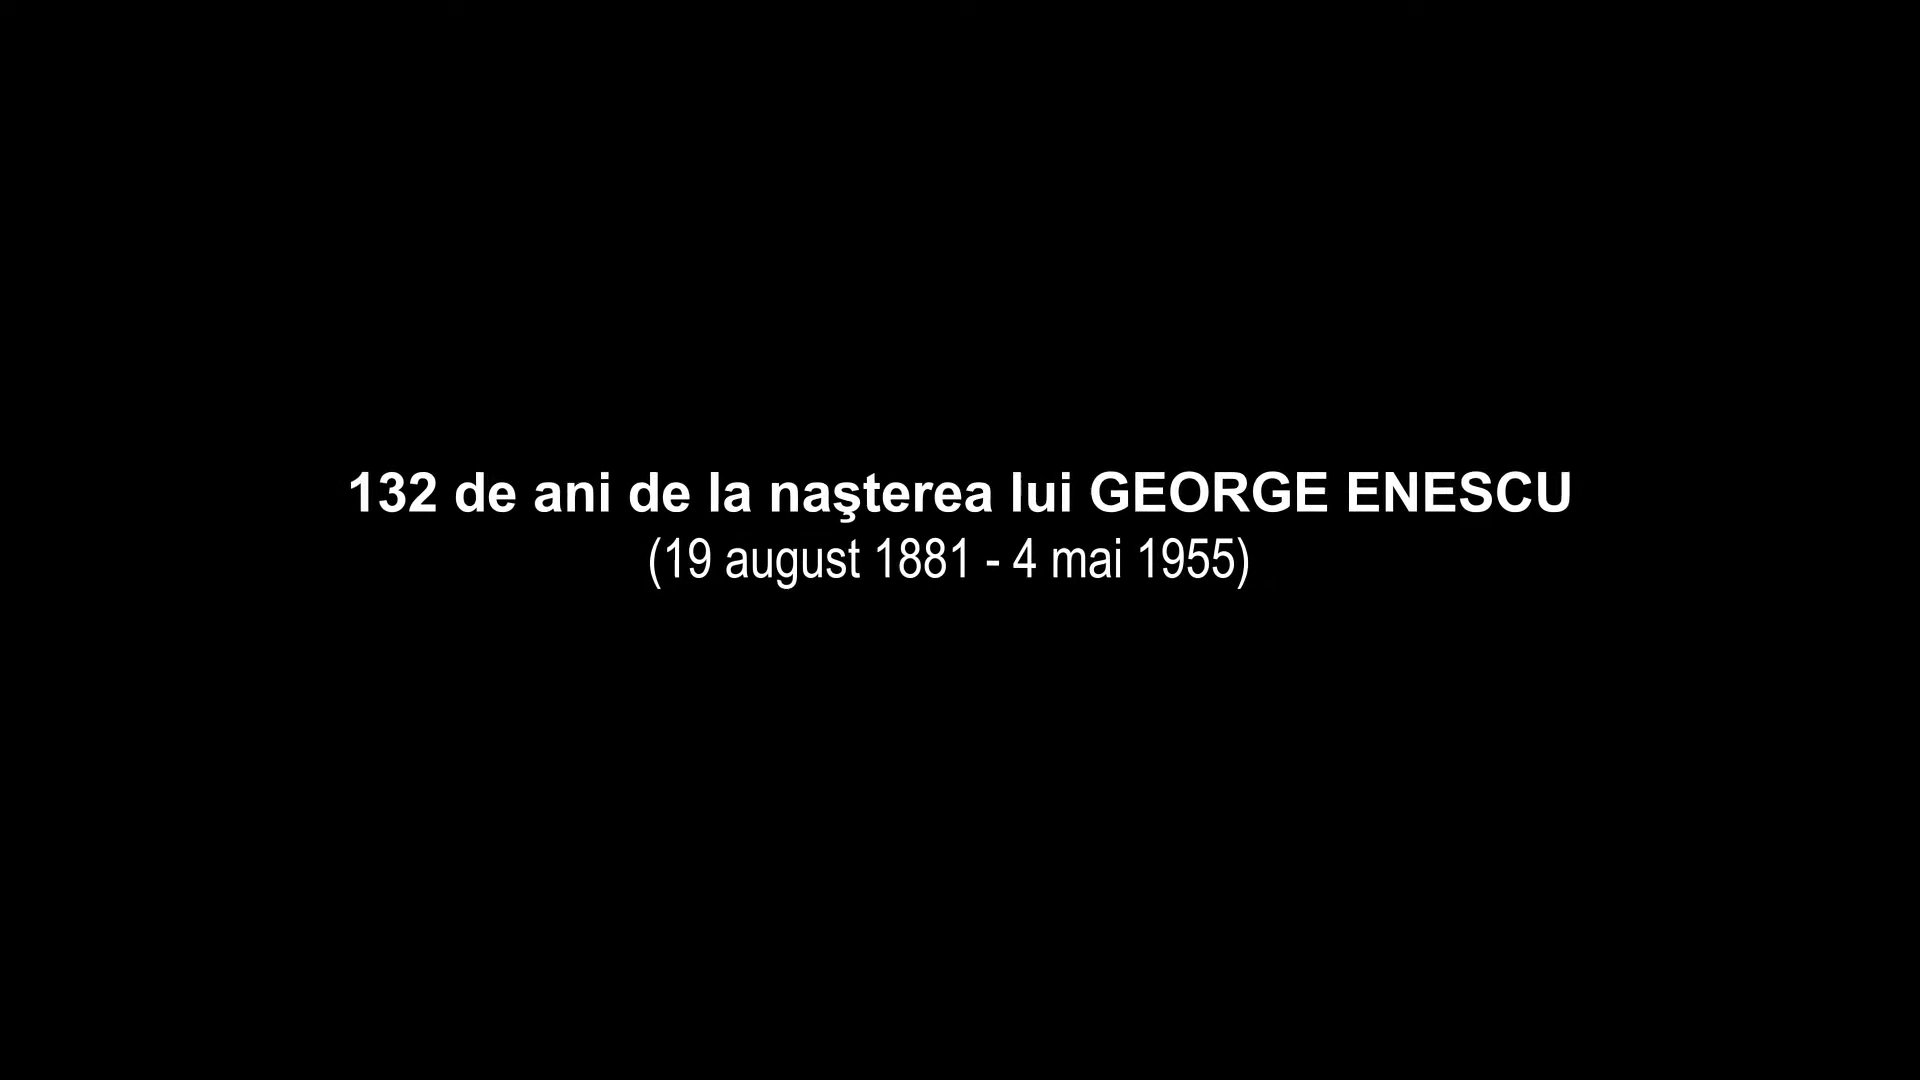 132 de ani de la naşterea lui GEORGE ENESCU
(19 august 1881 - 4 mai 1955)